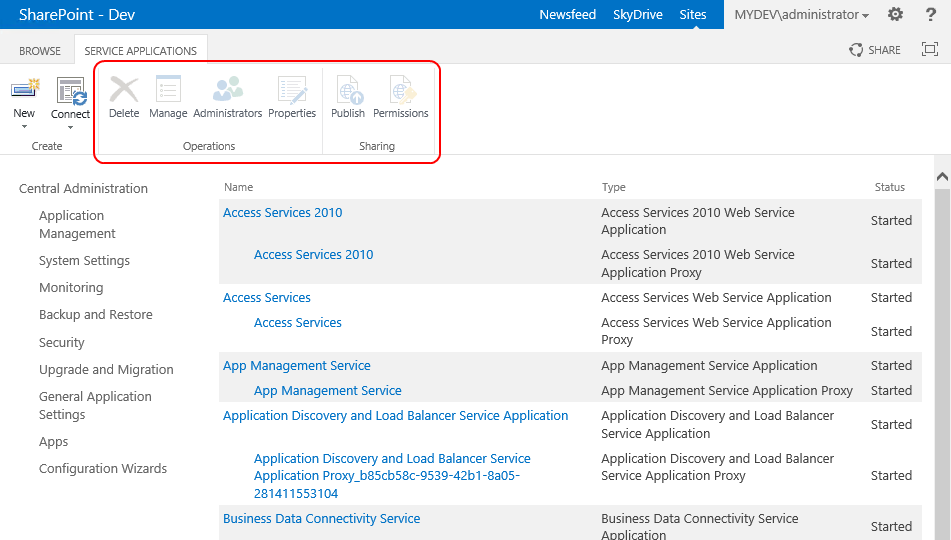 SharePoint - Dev
Newsfeed SkyDrive Sites MYDEV\administrator ?
BROWSE SERVICE APPLICATIONS SHARE
New Connect Delete Manage Administrators Properties Publish Permissions
Create Operations Sharing
Central Administration
Application
Management
System Settings
Monitoring
Backup and Restore
Security
Upgrade and Migration
General Application
Settings
Apps
Configuration Wizards
Name Type Status
Access Services 2010 Access Services 2010 Web Service
Application Started
Access Services 2010 Access Services 2010 Web Service
Application Proxy Started
Access Services Access Services Web Service Application Started
Access Services Access Services Web Service Application
Proxy Started
App Management Service App Management Service Application Started
App Management Service App Management Service Application Proxy Started
Application Discovery and Load Balancer Service Application Application Discovery and Load Balancer
Service Application Started
Application Discovery and Load Balancer Service Application Discovery and Load Balancer
Application Proxy_b85cb58c-9539-42b1-8a05- Service Application Proxy Started
281411553104
Business Data Connectivity Service Business Data Connectivity Service
Application Started